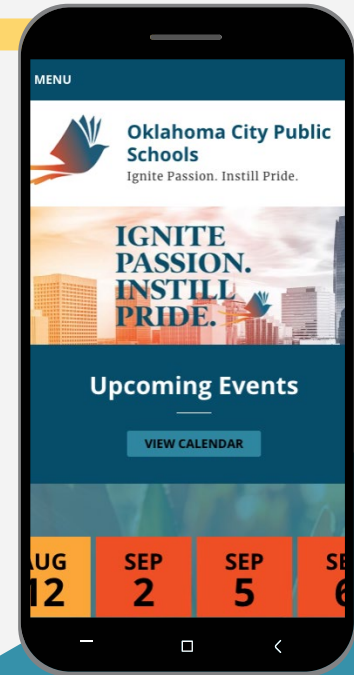 MENU
Oklahoma City Public
Schools
Ignite Passion. Instill Pride.
IGNITE
PASSION.
INSTILL
PRIDE.
Upcoming Events
VIEW CALENDAR
SEP
SEP
12
2
5